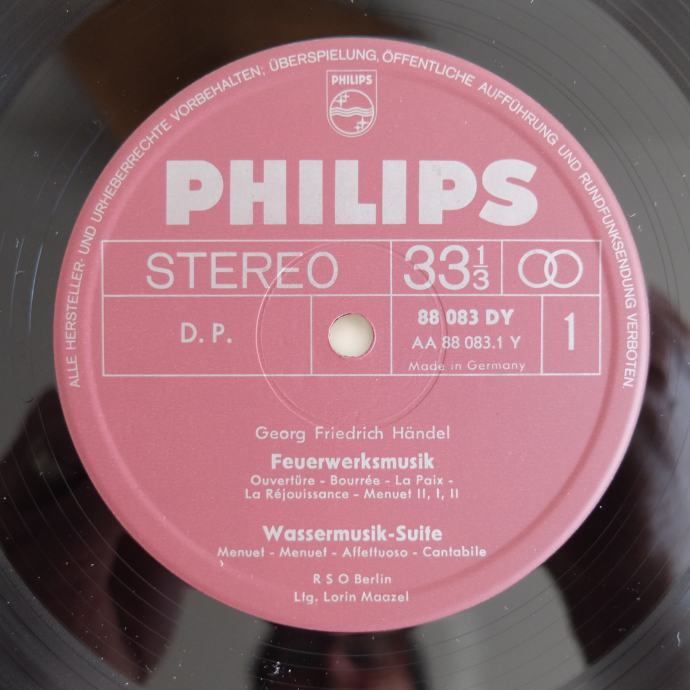 ALLE HERSTELLER- UND URHEBERRECHTE VORBEHALTEN; ÜBERSPIELUNG, ÖFFENTLICHE AUFFÜHRUNG UND RUNDFUNKSENDUNG VERBOTEN.
PHILIPS
PHILIPS
STEREO 33 1/3
D. P. 88 083 DY 1
AA 88 083.1 Y
Made in Germany
Georg Friedrich Händel
Feuerwerksmusik
Ouvertüre - Bourrée - La Paix -
La Réjouissance - Menuet II, I, II
Wassermusik-Suite
Menuet - Menuet - Affettuoso - Cantabile
R S O Berlin
Ltg. Lorin Maazel